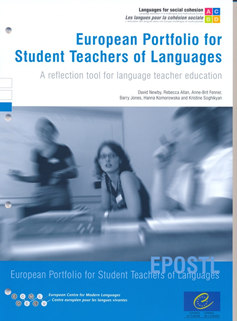 Languages for social cohesion
Les langues pour la cohésion sociale
AC
AD
European Portfolio for
Student Teachers of Languages
A reflection tool for language teacher education
David Newby, Rebecca Allan, Anne-Brit Fenner,
Barry Jones, Hanna Komorowska and Kristine Soghikyan
EPOSTL
European Portfolio for Student Teachers of Languages
European Centre for Modern Languages
Centre européen pour les langues vivantes